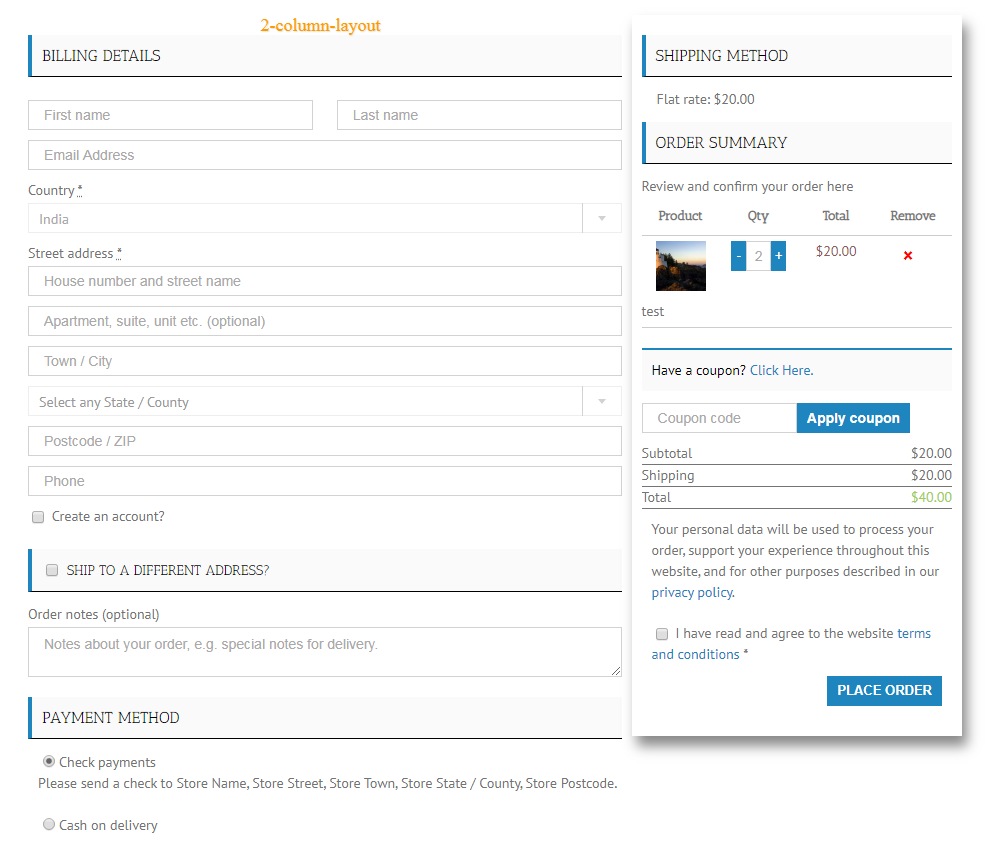 2-column-layout
BILLING DETAILS
First name
Last name
Email Address
Country *
India
Street address *
House number and street name
Apartment, suite, unit etc. (optional)
Town / City
Select any State / County
Postcode / ZIP
Phone
Create an account?
SHIP TO A DIFFERENT ADDRESS?
Order notes (optional)
Notes about your order, e.g. special notes for delivery.
PAYMENT METHOD
Check payments
Please send a check to Store Name, Store Street, Store Town, Store State / County, Store Postcode.
Cash on delivery
SHIPPING METHOD
Flat rate: $20.00
ORDER SUMMARY
Review and confirm your order here
Product Qty Total Remove
- 2 + $20.00 ×
test
Have a coupon? Click Here.
Coupon code Apply coupon
Subtotal $20.00
Shipping $20.00
Total $40.00
Your personal data will be used to process your
order, support your experience throughout this
website, and for other purposes described in our
privacy policy.
I have read and agree to the website terms
and conditions *
PLACE ORDER